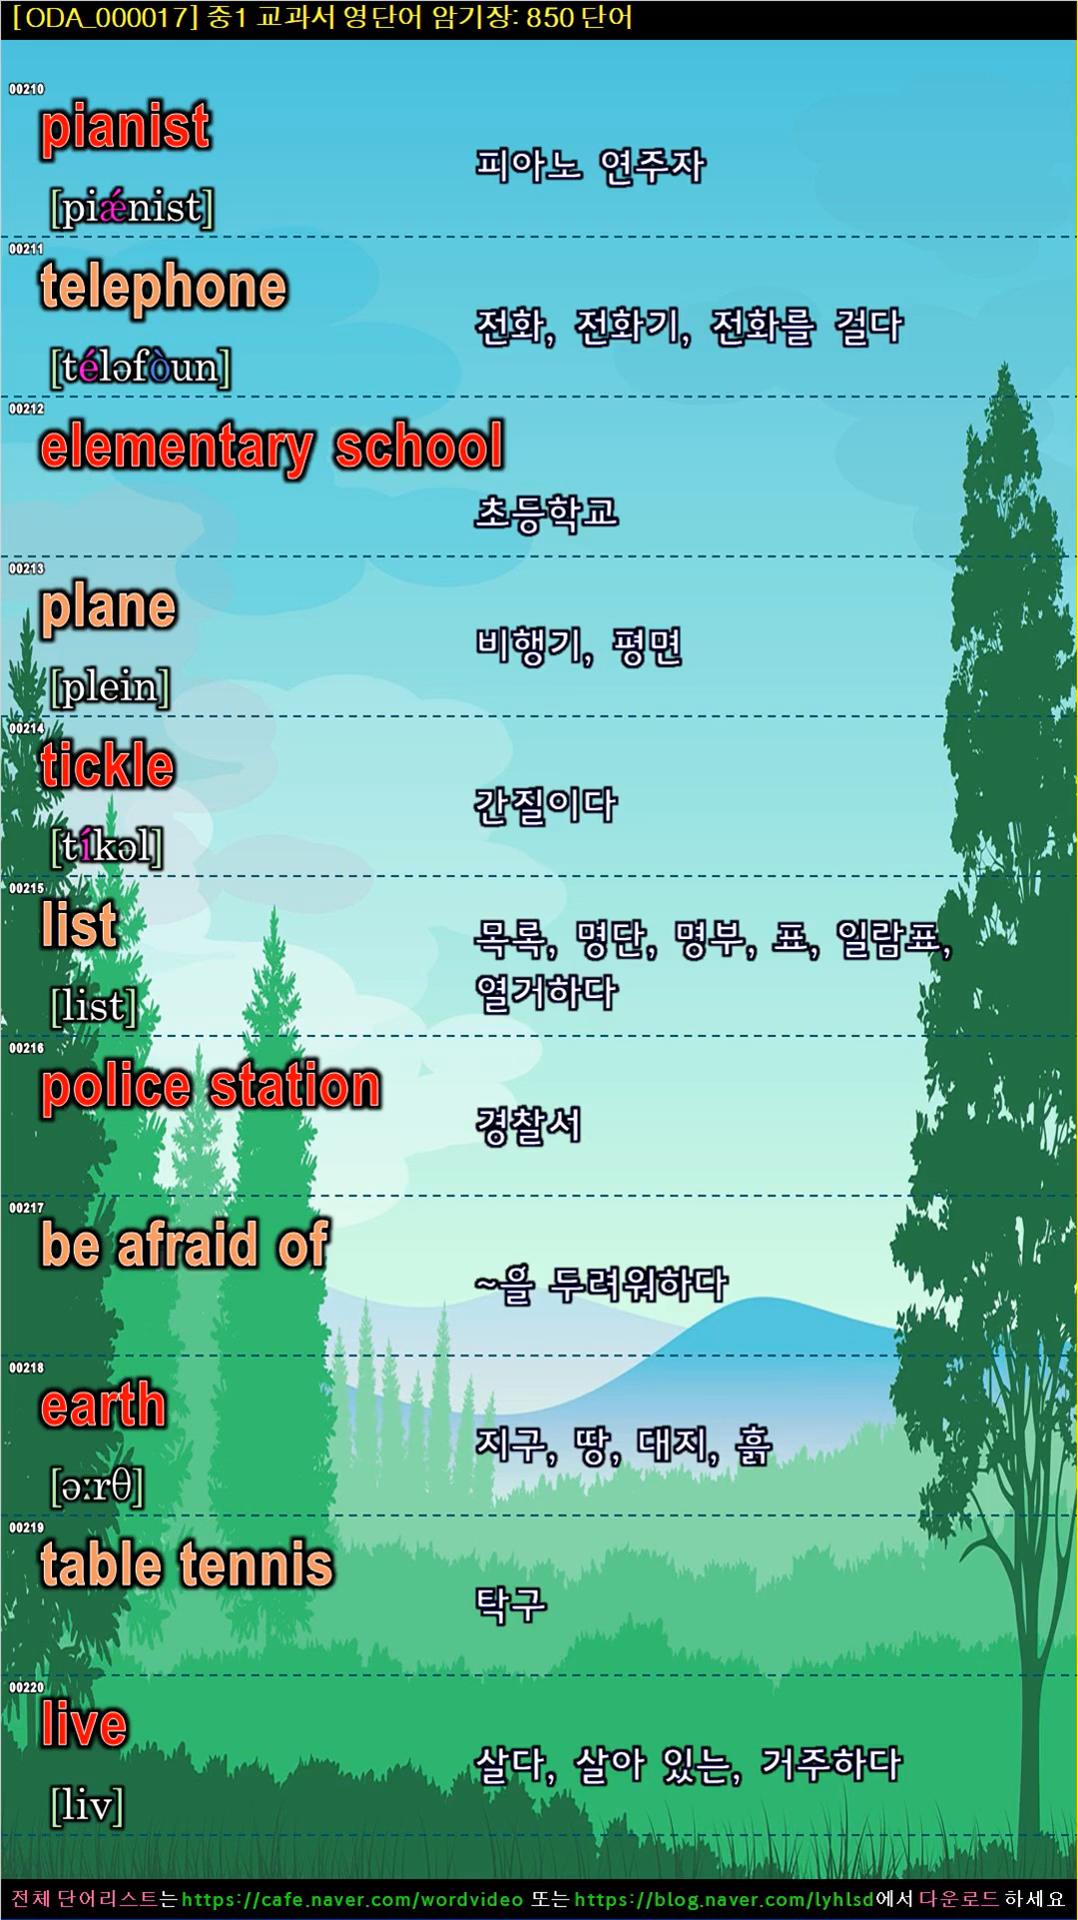 [ODA_000017] 중1 교과서 영단어 암기장: 850 단어
00210
pianist
피아노 연주자
[piǽnist]
00211
telephone
전화, 전화기, 전화를 걸다
[téləfòun]
00212
elementary school
초등학교
00213
plane
비행기, 평면
[plein]
00214
tickle
간질이다
[tíkəl]
00215
list
목록, 명단, 명부, 표, 일람표,
열거하다
[list]
00216
police station
경찰서
00217
be afraid of
~을 두려워하다
00218
earth
지구, 땅, 대지, 흙
[əːrθ]
00219
table tennis
탁구
00220
live
살다, 살아 있는, 거주하다
[liv]
전체 단어리스트는 https://cafe.naver.com/wordvideo 또는 https://blog.naver.com/lyhlsd에서 다운로드 하세요